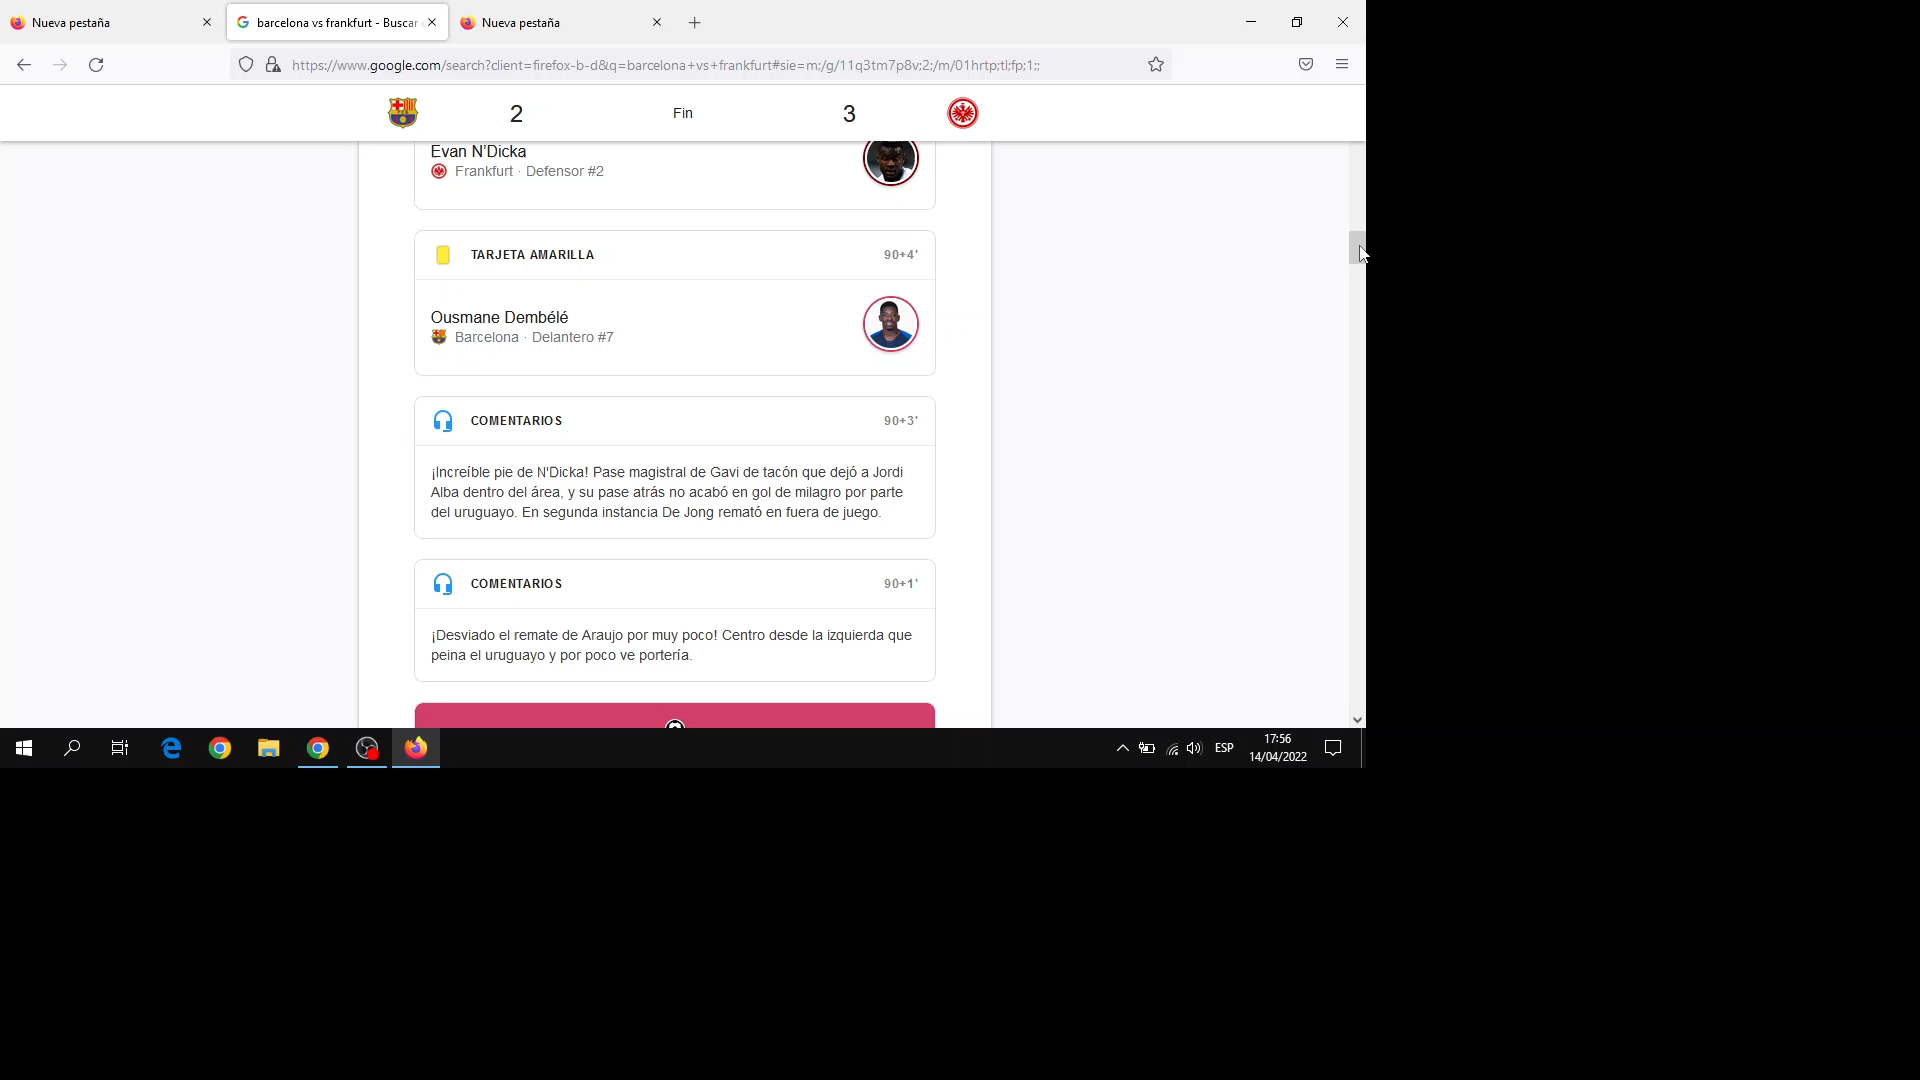 Nueva pestaña
barcelona vs frankfurt - Buscar
Nueva pestaña
https://www.google.com/search?client=firefox-b-d&q=barcelona+vs+frankfurt#sie=m;/g/11q3tm7p8v;2;/m/01hrtp;tl;fp;1;;
2 Fin 3
Evan N'Dicka
Frankfurt · Defensor #2
TARJETA AMARILLA 90+4'
Ousmane Dembélé
Barcelona · Delantero #7
COMENTARIOS 90+3'
¡Increíble pie de N'Dicka! Pase magistral de Gavi de tacón que dejó a Jordi
Alba dentro del área, y su pase atrás no acabó en gol de milagro por parte
del uruguayo. En segunda instancia De Jong remató en fuera de juego.
COMENTARIOS 90+1'
¡Desviado el remate de Araujo por muy poco! Centro desde la izquierda que
peina el uruguayo y por poco ve portería.
ESP
17:56
14/04/2022